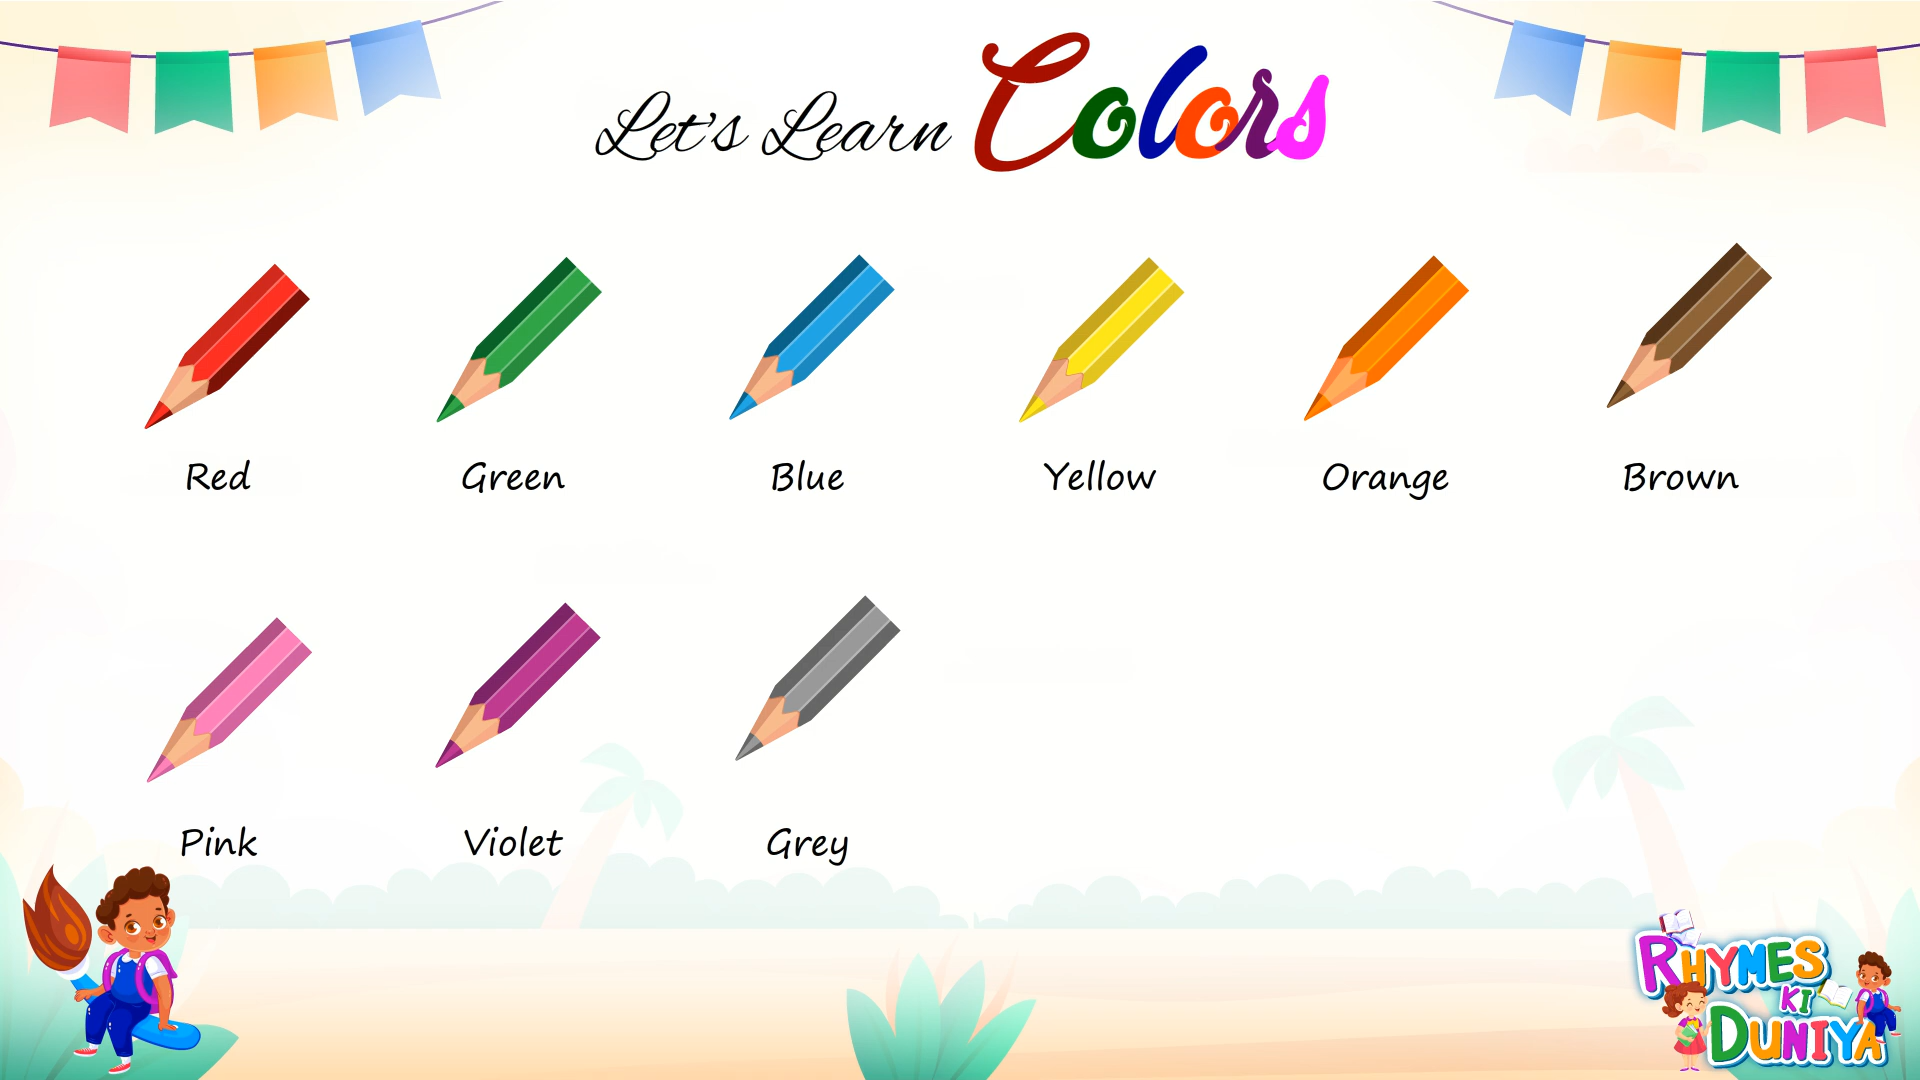 Let's Learn Colors
Red Green Blue Yellow Orange Brown
Pink Violet Grey
RHYMES
KI
DUNIYA